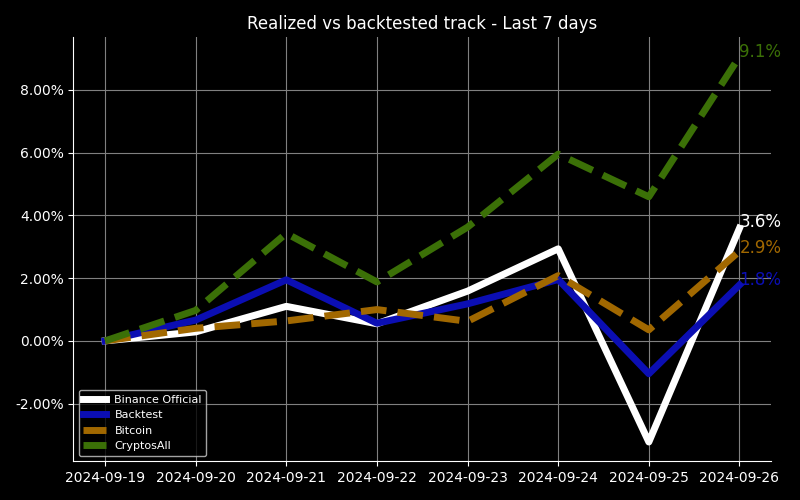 Realized vs backtested track - Last 7 days
9.1%
8.00%
6.00%
4.00%
3.6%
2.9%
2.00%
1.8%
0.00%
-2.00%
Binance Official
Backtest
Bitcoin
CryptosAll
2024-09-19 2024-09-20 2024-09-21 2024-09-22 2024-09-23 2024-09-24 2024-09-25 2024-09-26